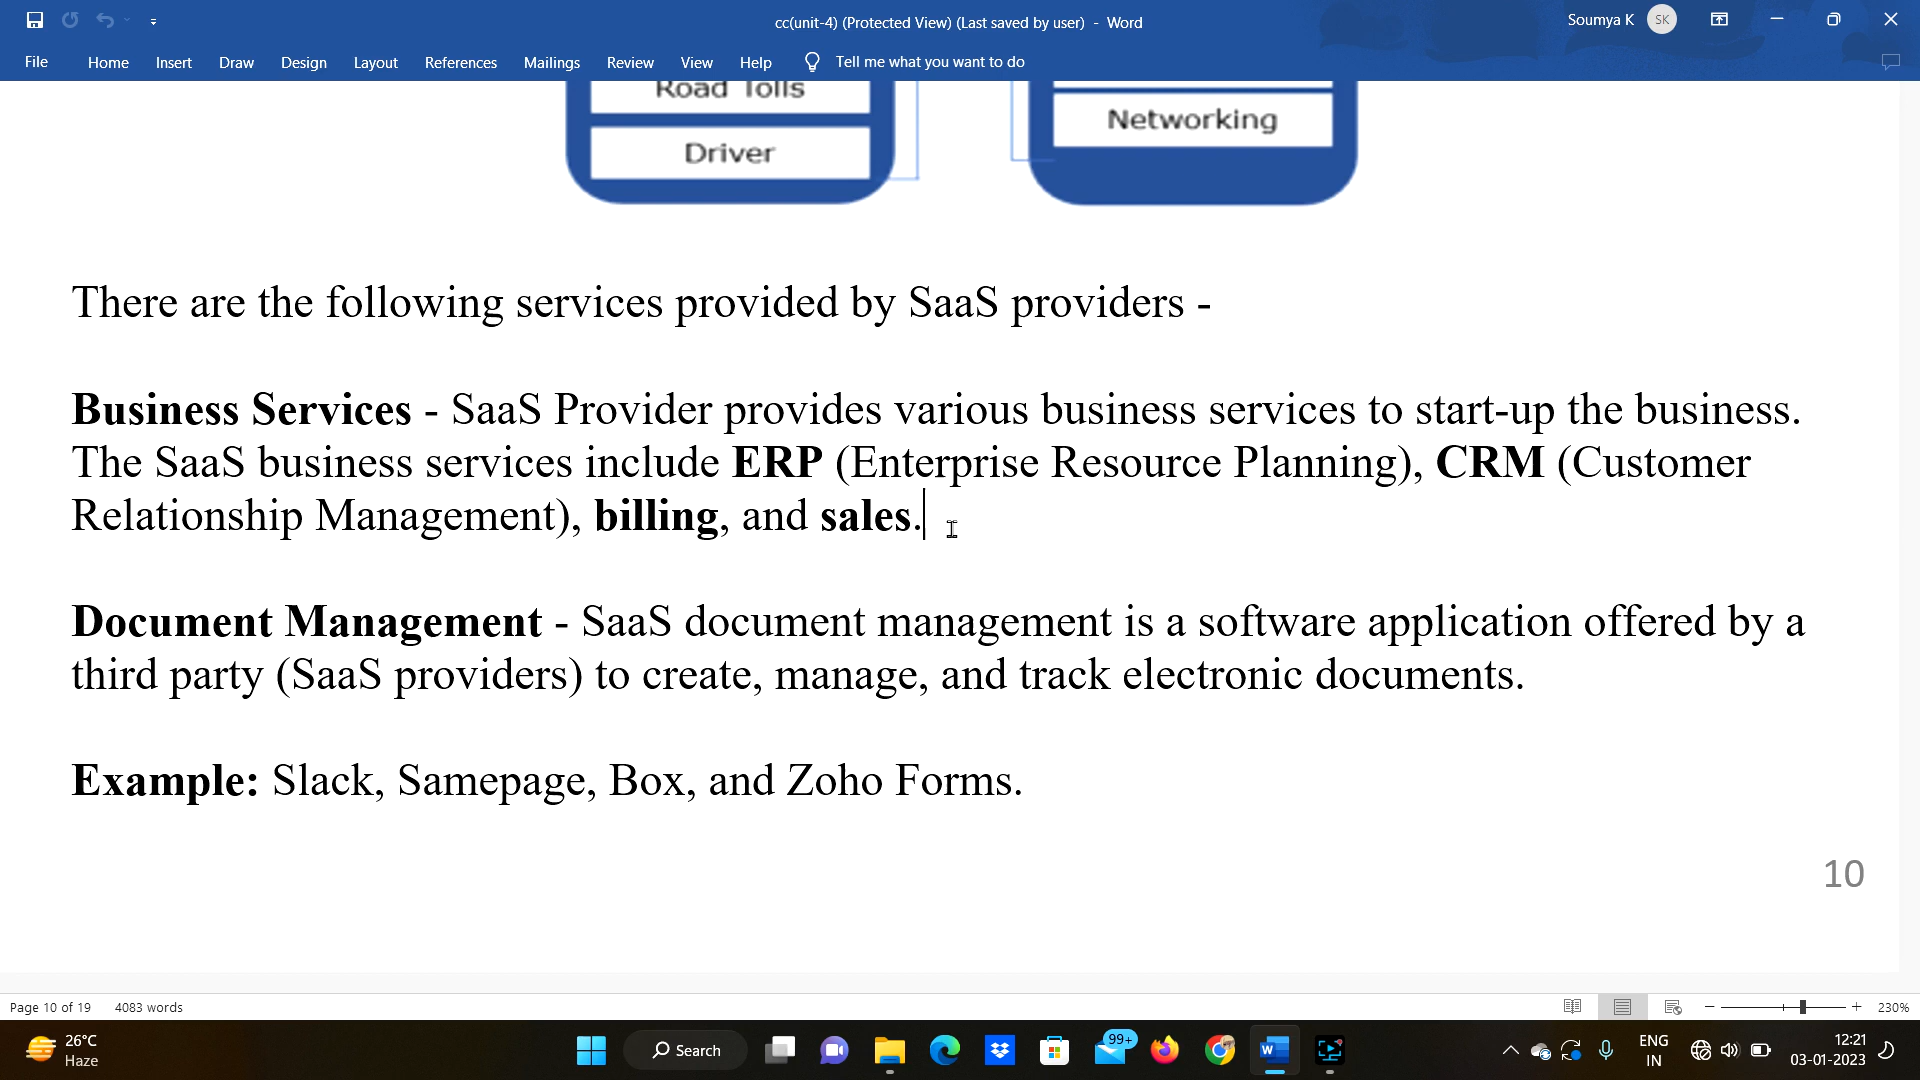 cc(unit-4) (Protected View) (Last saved by user) - Word
Soumya K SK
File Home Insert Draw Design Layout References Mailings Review View Help Tell me what you want to do
Road Tolls
Driver
Networking
There are the following services provided by SaaS providers -
Business Services - SaaS Provider provides various business services to start-up the business.
The SaaS business services include ERP (Enterprise Resource Planning), CRM (Customer
Relationship Management), billing, and sales.
Document Management - SaaS document management is a software application offered by a
third party (SaaS providers) to create, manage, and track electronic documents.
Example: Slack, Samepage, Box, and Zoho Forms.
10
Page 10 of 19 4083 words
230%
26°C
Haze
Search
99+
ENG
IN
12:21
03-01-2023